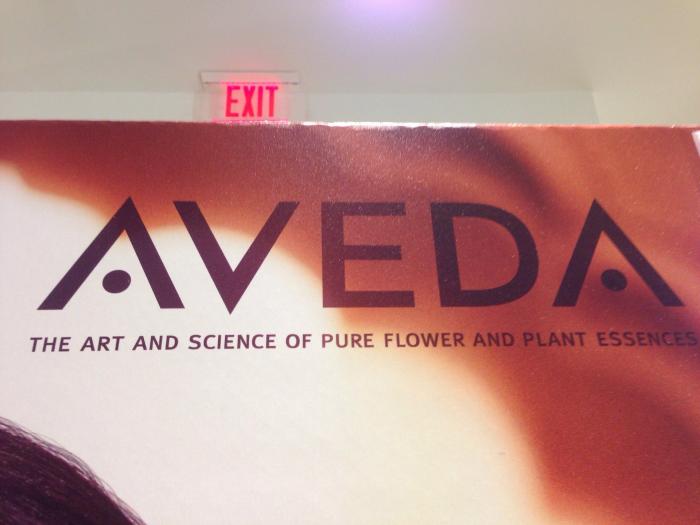 EXIT
AVEDA
THE ART AND SCIENCE OF PURE FLOWER AND PLANT ESSENCES